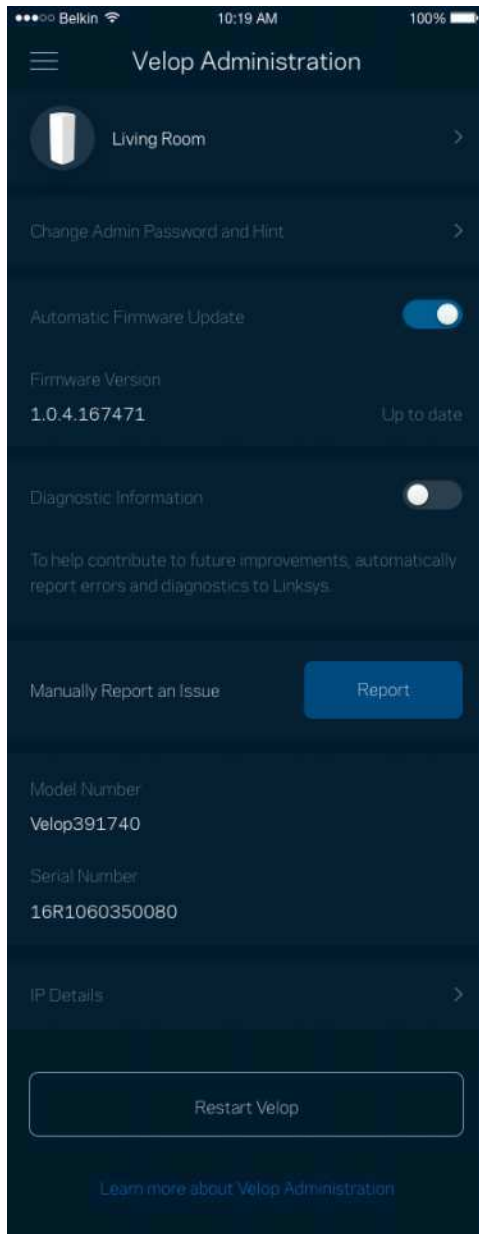 Belkin 10:19 AM 100%
Velop Administration
Living Room
Change Admin Password and Hint
Automatic Firmware Update
Firmware Version
1.0.4.167471 Up to date
Diagnostic Information
To help contribute to future improvements, automatically
report errors and diagnostics to Linksys.
Manually Report an Issue Report
Model Number
Velop391740
Serial Number
16R1060350080
IP Details
Restart Velop
Learn more about Velop Administration